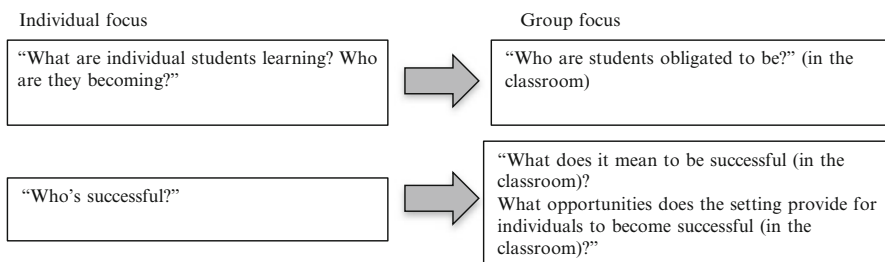 Individual focus
Group focus
“What are individual students learning? Who
are they becoming?”
“Who are students obligated to be?” (in the
classroom)
“Who’s successful?”
“What does it mean to be successful (in the
classroom)?
What opportunities does the setting provide for
individuals to become successful (in the
classroom)?”